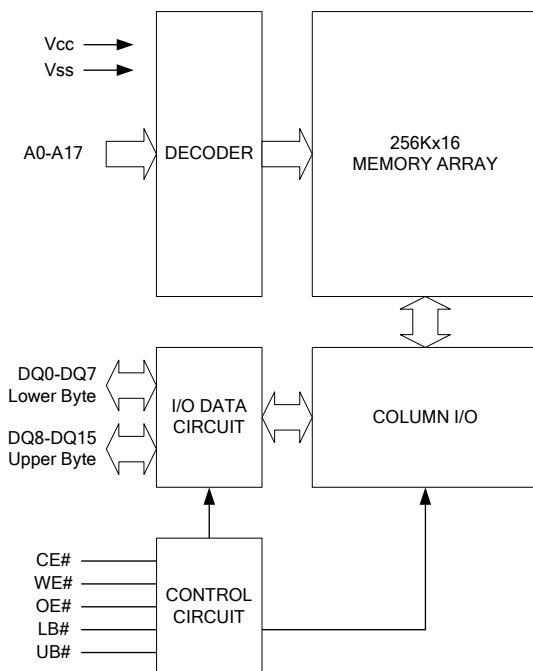 Vcc
Vss
A0-A17
DECODER
256Kx16
MEMORY ARRAY
DQ0-DQ7
Lower Byte
DQ8-DQ15
Upper Byte
I/O DATA
CIRCUIT
COLUMN I/O
CE#
WE#
OE#
LB#
UB#
CONTROL
CIRCUIT